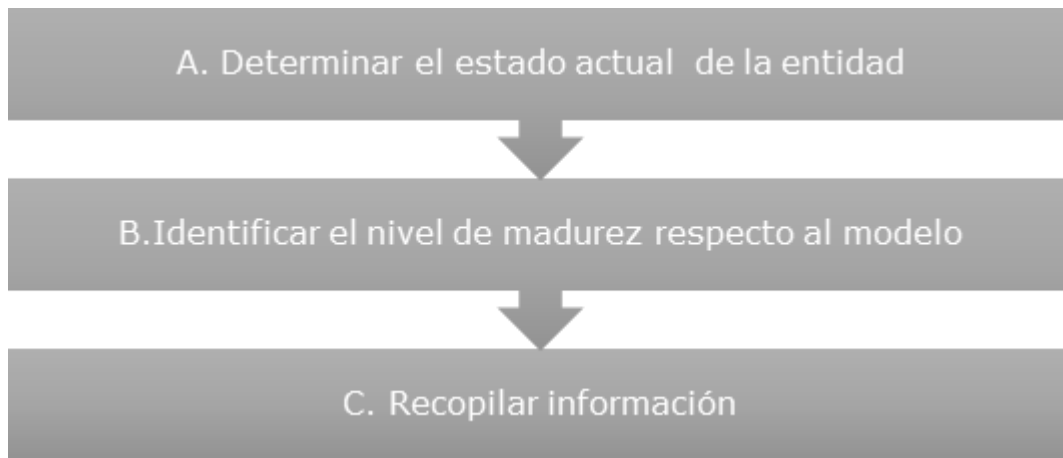 A. Determinar el estado actual de la entidad
B.Identificar el nivel de madurez respecto al modelo
C. Recopilar información